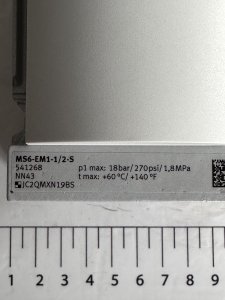 MS6-EM1-1/2-S
541268 p1 max: 18bar/270psi/1,8MPa
NN43 t max: +60°C/+140°F
JC2QMXN19BS
1 2 3 4 5 6 7 8 9